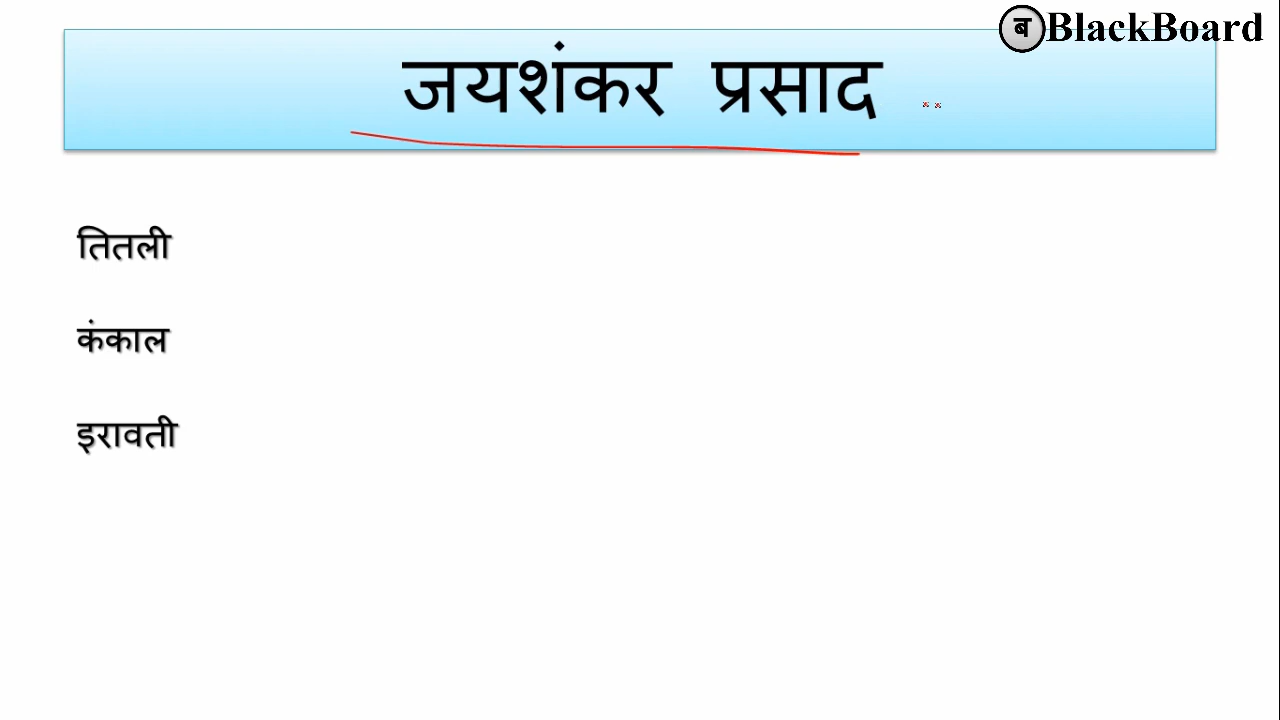 ब BlackBoard
जयशंकर प्रसाद
तितली
कंकाल
इरावती